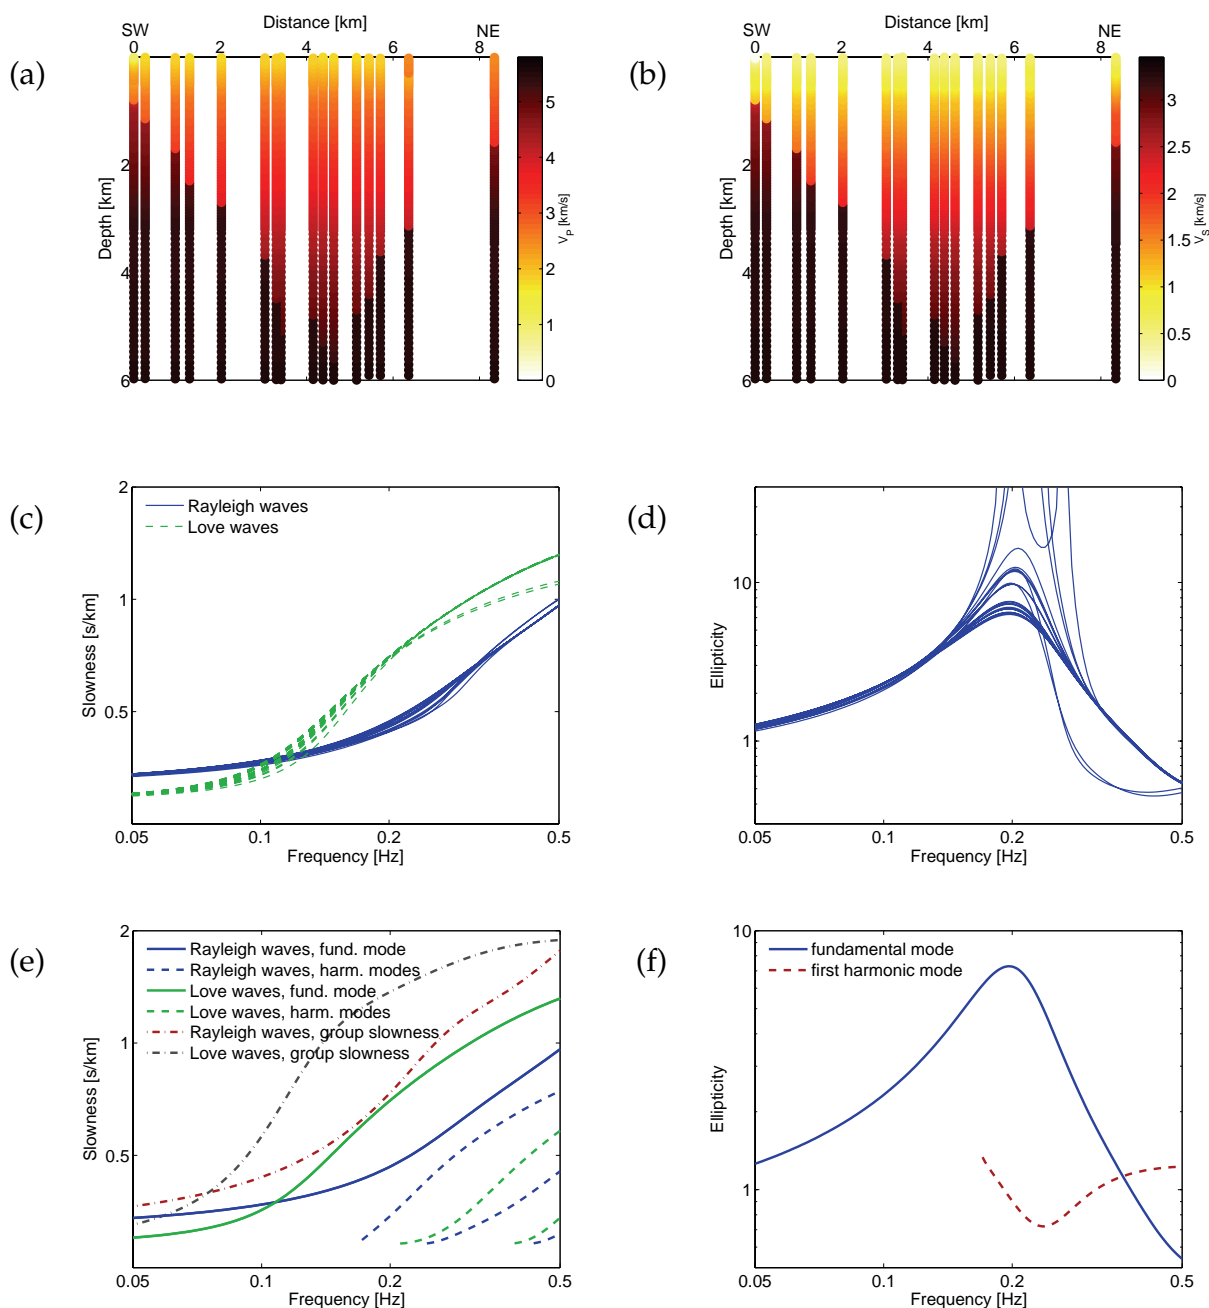 (a)
SW
Distance [km]
NE
0 2 4 6 8
2
4
6
Depth [km]
5
4
3
2
1
0
VP [km/s]
(b)
SW
Distance [km]
NE
0 2 4 6 8
2
4
6
Depth [km]
3
2.5
2
1.5
1
0.5
0
VS [km/s]
(c)
2
1
0.5
Slowness [s/km]
Rayleigh waves
Love waves
0.05 0.1 0.2 0.5
Frequency [Hz]
(d)
10
1
Ellipticity
0.05 0.1 0.2 0.5
Frequency [Hz]
(e)
2
1
0.5
Slowness [s/km]
Rayleigh waves, fund. mode
Rayleigh waves, harm. modes
Love waves, fund. mode
Love waves, harm. modes
Rayleigh waves, group slowness
Love waves, group slowness
0.05 0.1 0.2 0.5
Frequency [Hz]
(f)
10
1
Ellipticity
fundamental mode
first harmonic mode
0.05 0.1 0.2 0.5
Frequency [Hz]